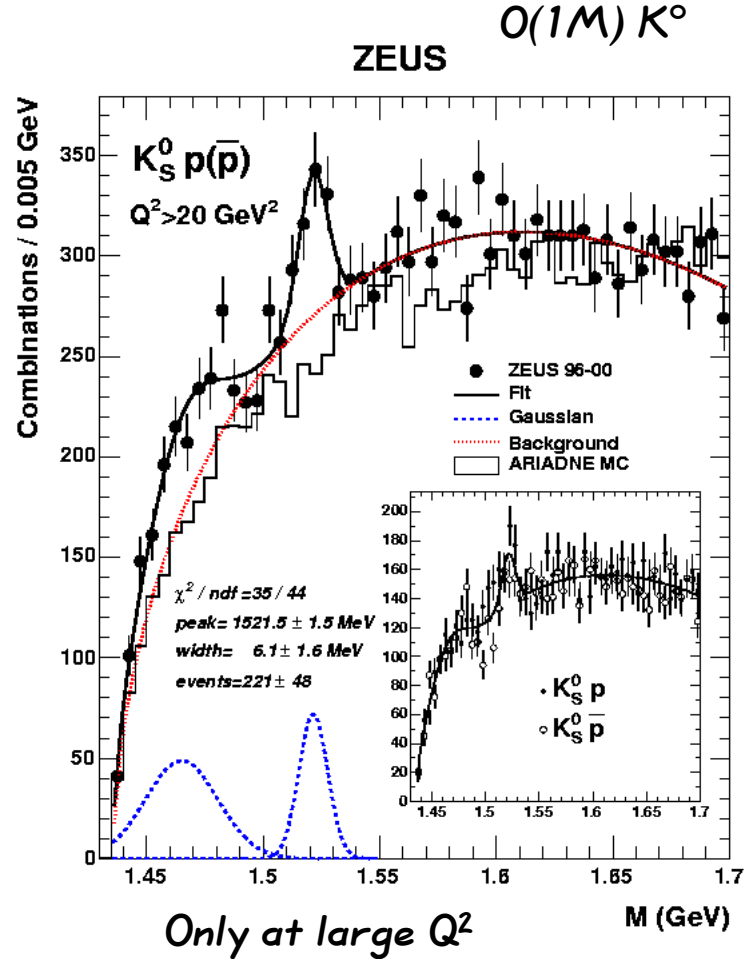 O(1M) K°
ZEUS
Combinations / 0.005 GeV
350
300
250
200
150
100
50
0
K⁰_S p(p̅)
Q²>20 GeV²
ZEUS 96-00
Fit
Gaussian
Background
ARIADNE MC
χ² / ndf =35 / 44
peak= 1521.5 ± 1.5 MeV
width= 6.1 ± 1.6 MeV
events=221 ± 48
200
180
160
140
120
100
80
60
40
20
0
K⁰_S p
K⁰_S p̅
1.45 1.5 1.55 1.6 1.65 1.7
1.45 1.5 1.55 1.6 1.65 1.7
M (GeV)
Only at large Q²